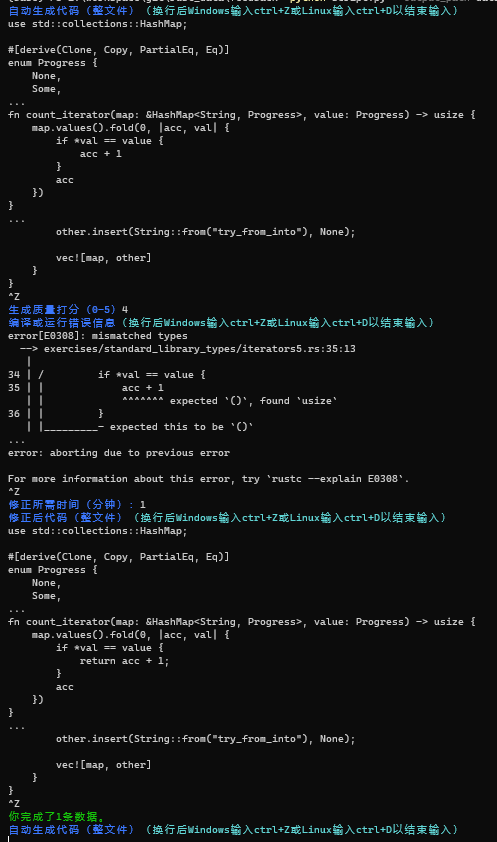 自动生成代码（整文件）（换行后Windows输入ctrl+Z或Linux输入ctrl+D以结束输入）
use std::collections::HashMap;

#[derive(Clone, Copy, PartialEq, Eq)]
enum Progress {
    None,
    Some,
...
fn count_iterator(map: &HashMap<String, Progress>, value: Progress) -> usize {
    map.values().fold(0, |acc, val| {
        if *val == value {
            acc + 1
        }
        acc
    })
}
...
        other.insert(String::from("try_from_into"), None);

        vec![map, other]
    }
}
^Z
生成质量打分（0-5）4
编译或运行错误信息（换行后Windows输入ctrl+Z或Linux输入ctrl+D以结束输入）
error[E0308]: mismatched types
  --> exercises/standard_library_types/iterators5.rs:35:13
   |
34 | /         if *val == value {
35 | |             acc + 1
   | |             ^^^^^^^ expected `()`, found `usize`
36 | |         }
   | |_________- expected this to be `()`
...
error: aborting due to previous error

For more information about this error, try `rustc --explain E0308`.
^Z
修正所需时间（分钟）：1
修正后代码（整文件）（换行后Windows输入ctrl+Z或Linux输入ctrl+D以结束输入）
use std::collections::HashMap;

#[derive(Clone, Copy, PartialEq, Eq)]
enum Progress {
    None,
    Some,
...
fn count_iterator(map: &HashMap<String, Progress>, value: Progress) -> usize {
    map.values().fold(0, |acc, val| {
        if *val == value {
            return acc + 1;
        }
        acc
    })
}
...
        other.insert(String::from("try_from_into"), None);

        vec![map, other]
    }
}
^Z
你完成了1条数据。
自动生成代码（整文件）（换行后Windows输入ctrl+Z或Linux输入ctrl+D以结束输入）